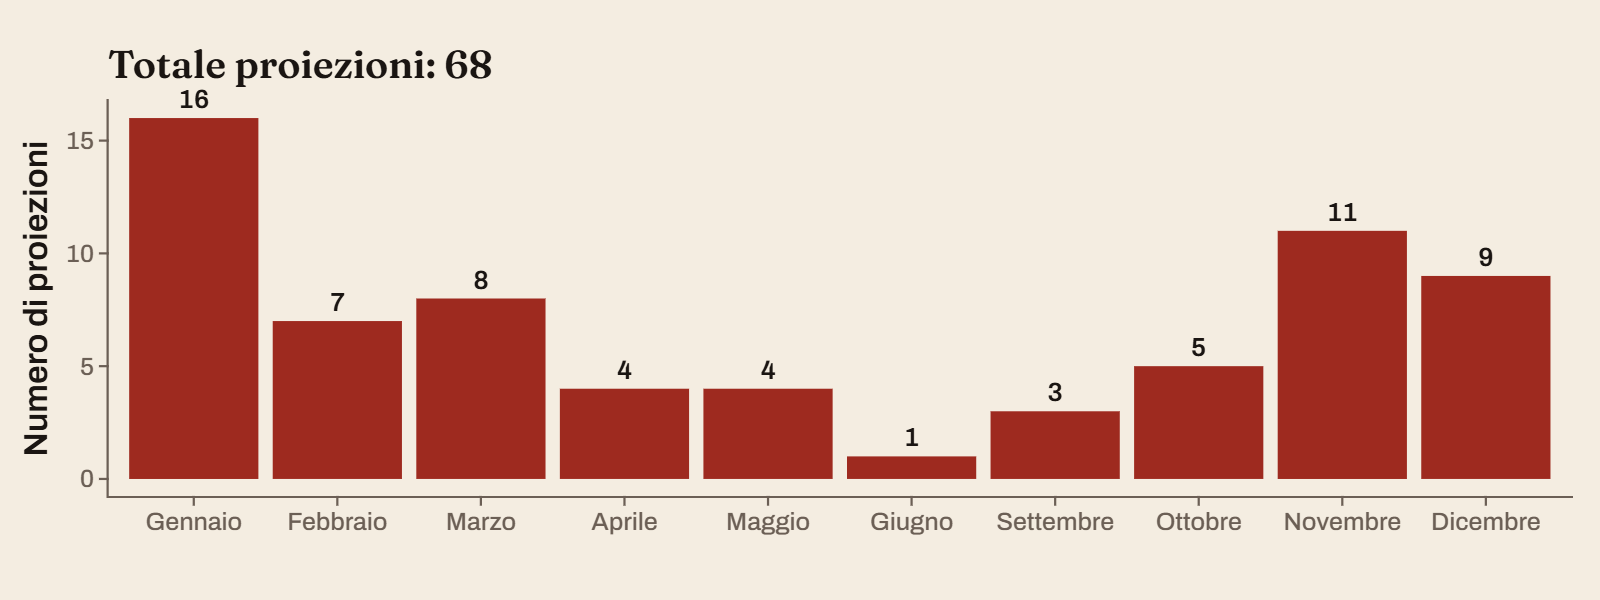 Totale proiezioni: 68
Numero di proiezioni
15
10
5
0
16
7
8
4
4
1
3
5
11
9
Gennaio
Febbraio
Marzo
Aprile
Maggio
Giugno
Settembre
Ottobre
Novembre
Dicembre